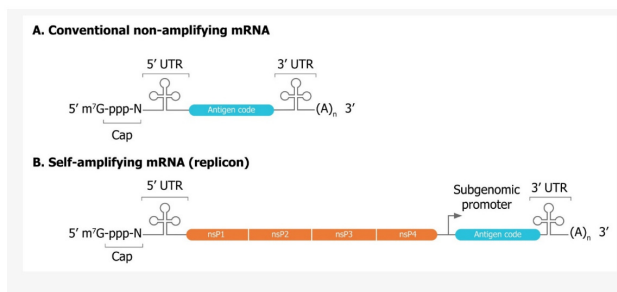 A. Conventional non-amplifying mRNA
5′ UTR 3′ UTR
5′ m⁷G-ppp-N Antigen code (A)ₙ 3′
Cap
B. Self-amplifying mRNA (replicon)
5′ UTR Subgenomic promoter 3′ UTR
5′ m⁷G-ppp-N nsP1 nsP2 nsP3 nsP4 Antigen code (A)ₙ 3′
Cap